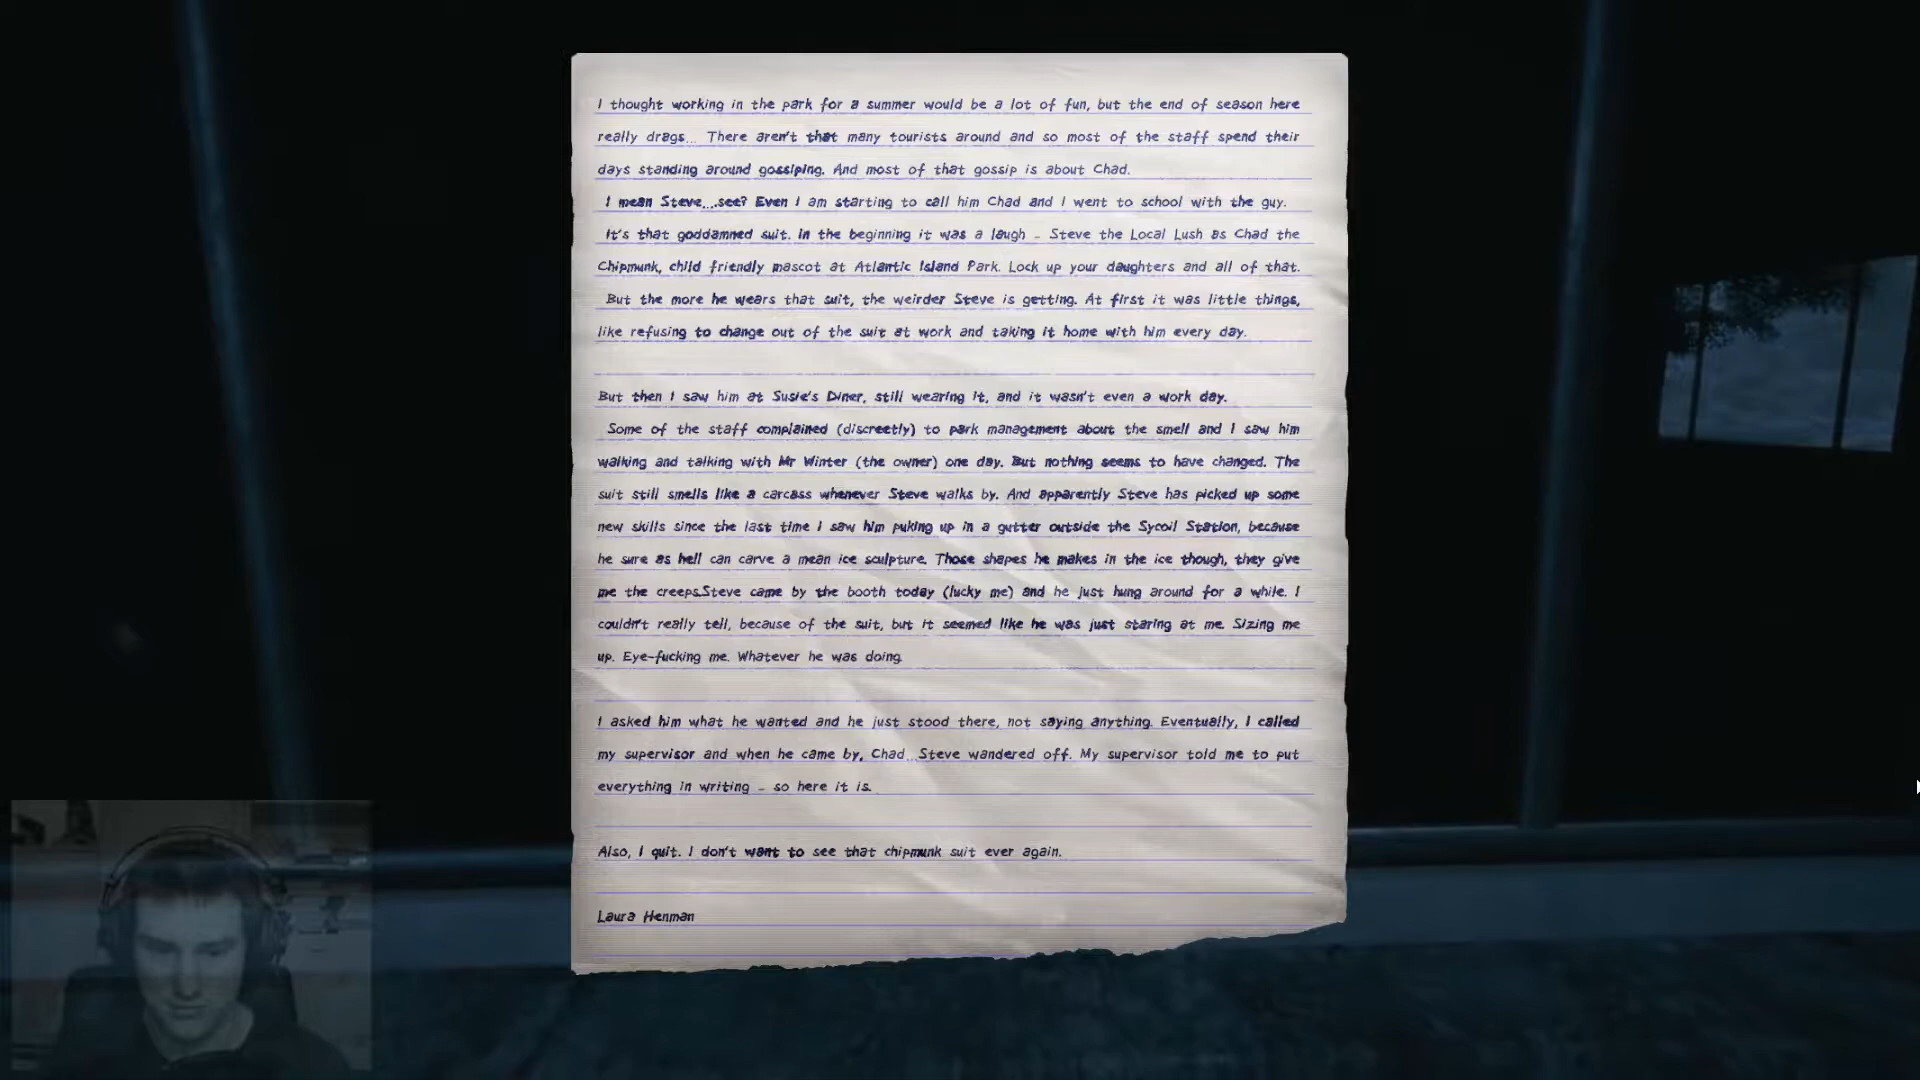 I thought working in the park for a summer would be a lot of fun, but the end of season here
really drags... There aren't that many tourists around and so most of the staff spend their
days standing around gossiping. And most of that gossip is about Chad.
I mean Steve...see? Even I am starting to call him Chad and I went to school with the guy.
It's that goddamned suit. In the beginning it was a laugh - Steve the Local Lush as Chad the
Chipmunk, child friendly mascot at Atlantic Island Park. Lock up your daughters and all of that.
But the more he wears that suit, the weirder Steve is getting. At first it was little things,
like refusing to change out of the suit at work and taking it home with him every day.
But then I saw him at Susie's Diner, still wearing it, and it wasn't even a work day.
Some of the staff complained (discreetly) to park management about the smell and I saw him
walking and talking with Mr Winter (the owner) one day. But nothing seems to have changed. The
suit still smells like a carcass whenever Steve walks by. And apparently Steve has picked up some
new skills since the last time I saw him puking up in a gutter outside the Sycoil Station, because
he sure as hell can carve a mean ice sculpture. Those shapes he makes in the ice though, they give
me the creeps.Steve came by the booth today (lucky me) and he just hung around for a while. I
couldn't really tell, because of the suit, but it seemed like he was just staring at me. Sizing me
up. Eye-fucking me. Whatever he was doing.
I asked him what he wanted and he just stood there, not saying anything. Eventually, I called
my supervisor and when he came by, Chad...Steve wandered off. My supervisor told me to put
everything in writing - so here it is.
Also, I quit. I don't want to see that chipmunk suit ever again.
Laura Henman